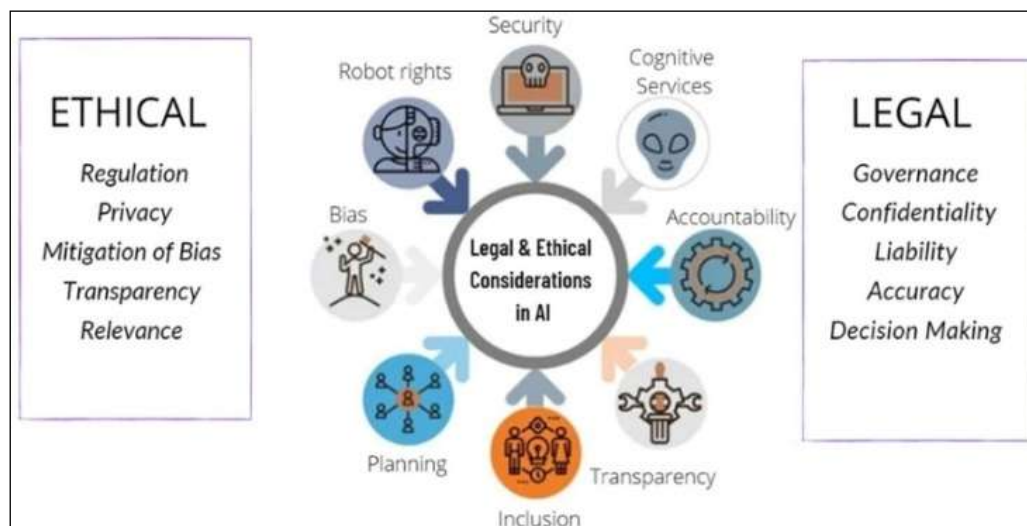 ETHICAL
Regulation
Privacy
Mitigation of Bias
Transparency
Relevance
Security
Robot rights
Cognitive
Services
Bias
Accountability
Legal & Ethical
Considerations
in AI
Planning
Transparency
Inclusion
LEGAL
Governance
Confidentiality
Liability
Accuracy
Decision Making